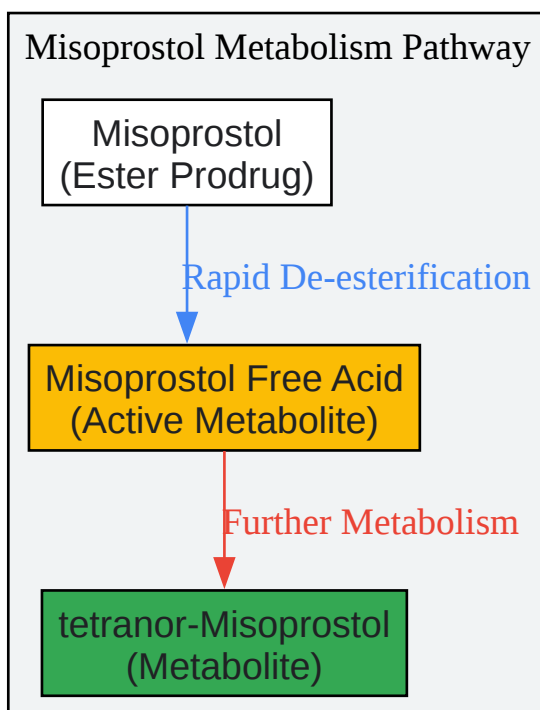 Misoprostol Metabolism Pathway
Misoprostol
(Ester Prodrug)
Rapid De-esterification
Misoprostol Free Acid
(Active Metabolite)
Further Metabolism
tetranor-Misoprostol
(Metabolite)